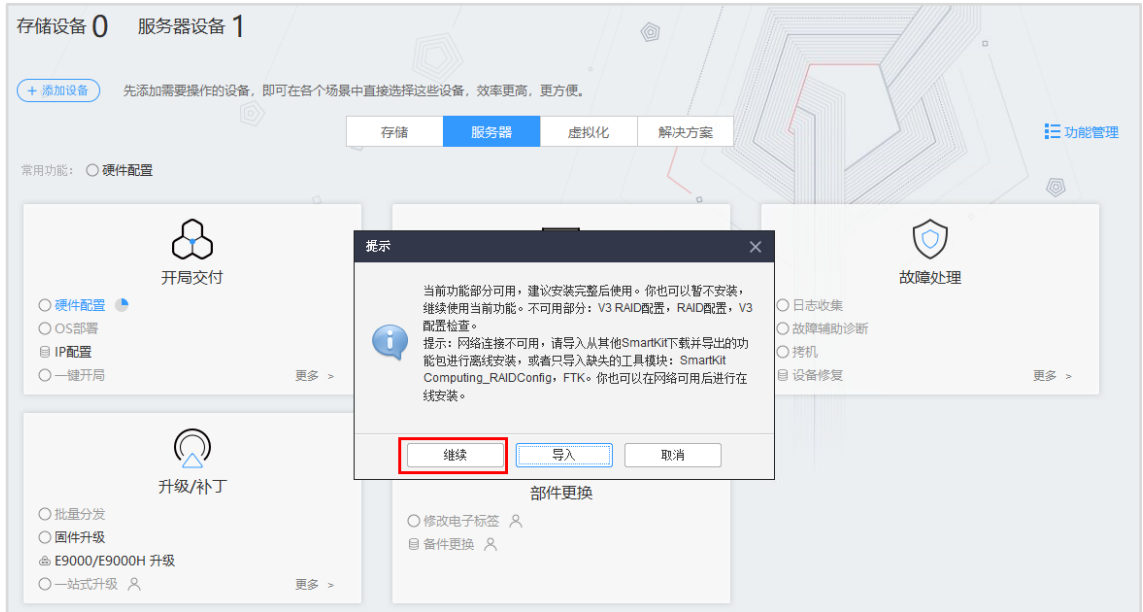 存储设备 0 服务器设备 1
+ 添加设备 先添加需要操作的设备，即可在各个场景中直接选择这些设备，效率更高，更方便。
存储 服务器 虚拟化 解决方案
功能管理
常用功能： 硬件配置
开局交付
硬件配置
OS部署
IP配置
一键开局
更多 >
提示
当前功能部分可用，建议安装完整后使用。你也可以暂不安装，
继续使用当前功能。不可用部分：V3 RAID配置，RAID配置，V3
配置检查。
提示：网络连接不可用，请导入从其他SmartKit下载并导出的功
能包进行离线安装，或者只导入缺失的工具模块：SmartKit
Computing_RAIDConfig，FTK。你也可以在网络可用后进行在
线安装。
继续 导入 取消
故障处理
日志收集
故障辅助诊断
拷机
设备修复
更多 >
升级/补丁
批量分发
固件升级
E9000/E9000H 升级
一站式升级
更多 >
部件更换
修改电子标签
备件更换